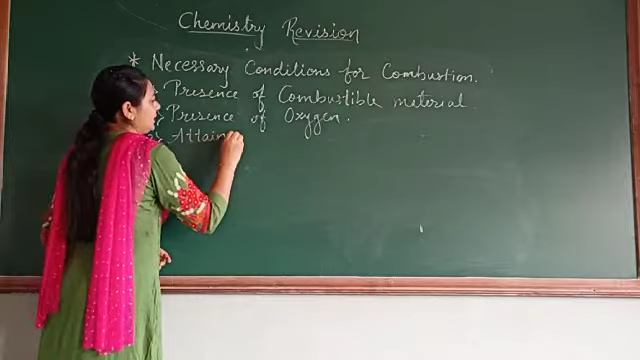 Chemistry Revision
* Necessary Conditions for Combustion.
Presence of Combustible material.
Presence of Oxygen.
Attain